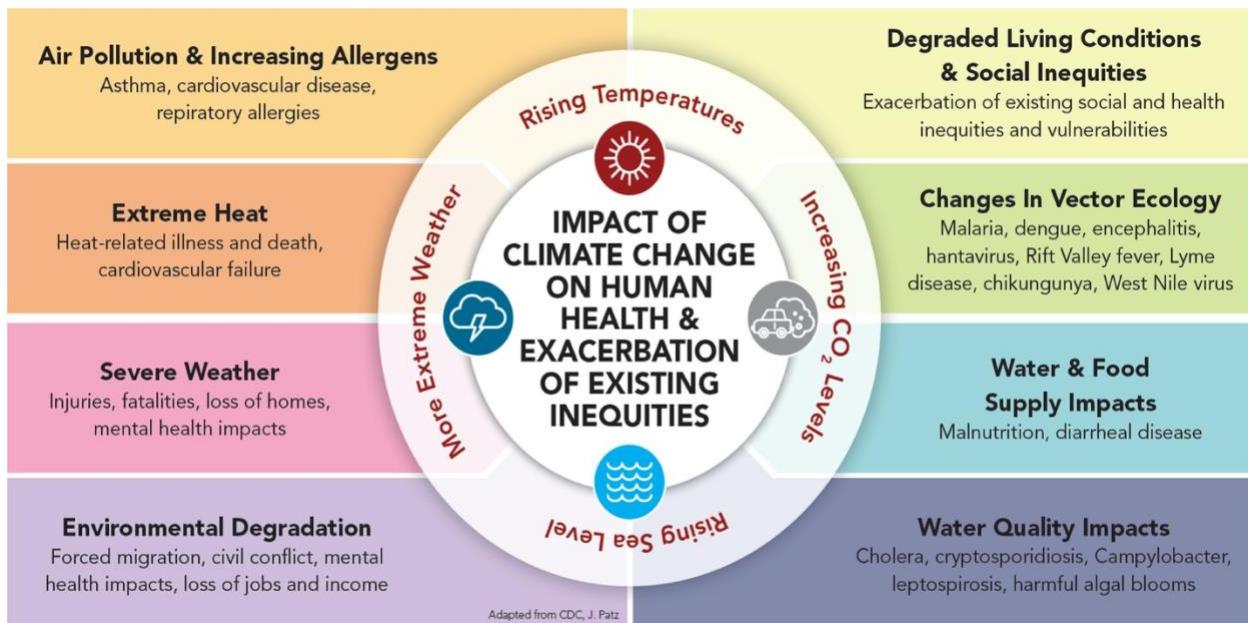 Air Pollution & Increasing Allergens
Asthma, cardiovascular disease,
repiratory allergies
Extreme Heat
Heat-related illness and death,
cardiovascular failure
Severe Weather
Injuries, fatalities, loss of homes,
mental health impacts
Environmental Degradation
Forced migration, civil conflict, mental
health impacts, loss of jobs and income
Adapted from CDC, J. Patz
Rising Temperatures
More Extreme Weather
IMPACT OF
CLIMATE CHANGE
ON HUMAN
HEALTH &
EXACERBATION
OF EXISTING
INEQUITIES
Increasing CO₂ Levels
Rising Sea Level
Degraded Living Conditions
& Social Inequities
Exacerbation of existing social and health
inequities and vulnerabilities
Changes In Vector Ecology
Malaria, dengue, encephalitis,
hantavirus, Rift Valley fever, Lyme
disease, chikungunya, West Nile virus
Water & Food
Supply Impacts
Malnutrition, diarrheal disease
Water Quality Impacts
Cholera, cryptosporidiosis, Campylobacter,
leptospirosis, harmful algal blooms